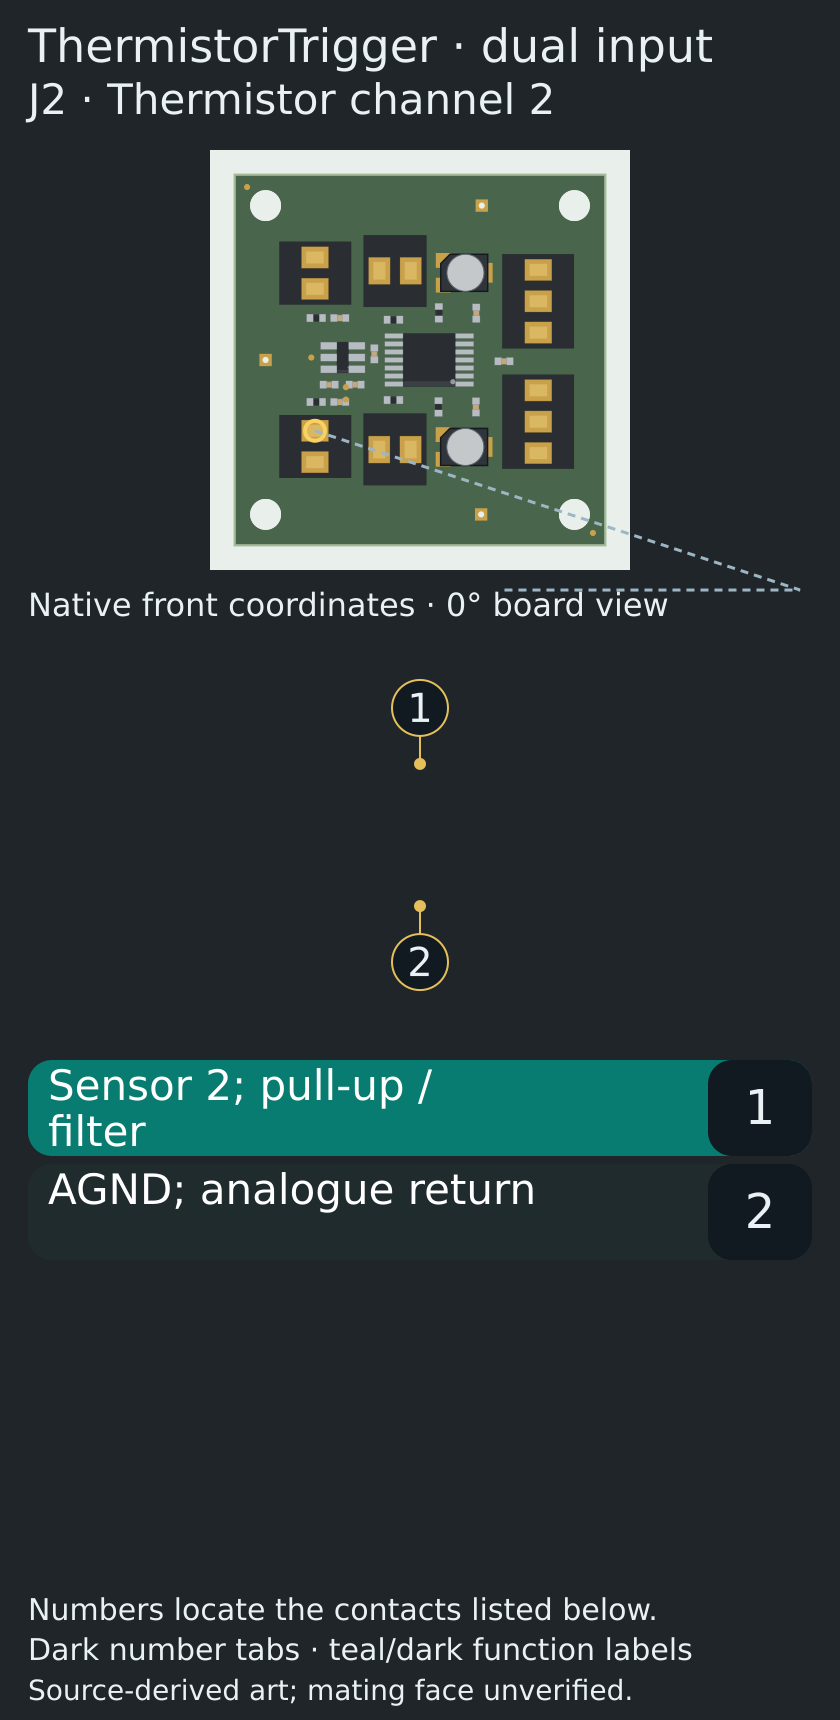 ThermistorTrigger · dual input
J2 · Thermistor channel 2
Native front coordinates · 0° board view
1
2
Sensor 2; pull-up /
filter
1
AGND; analogue return
2
Numbers locate the contacts listed below.
Dark number tabs · teal/dark function labels
Source-derived art; mating face unverified.